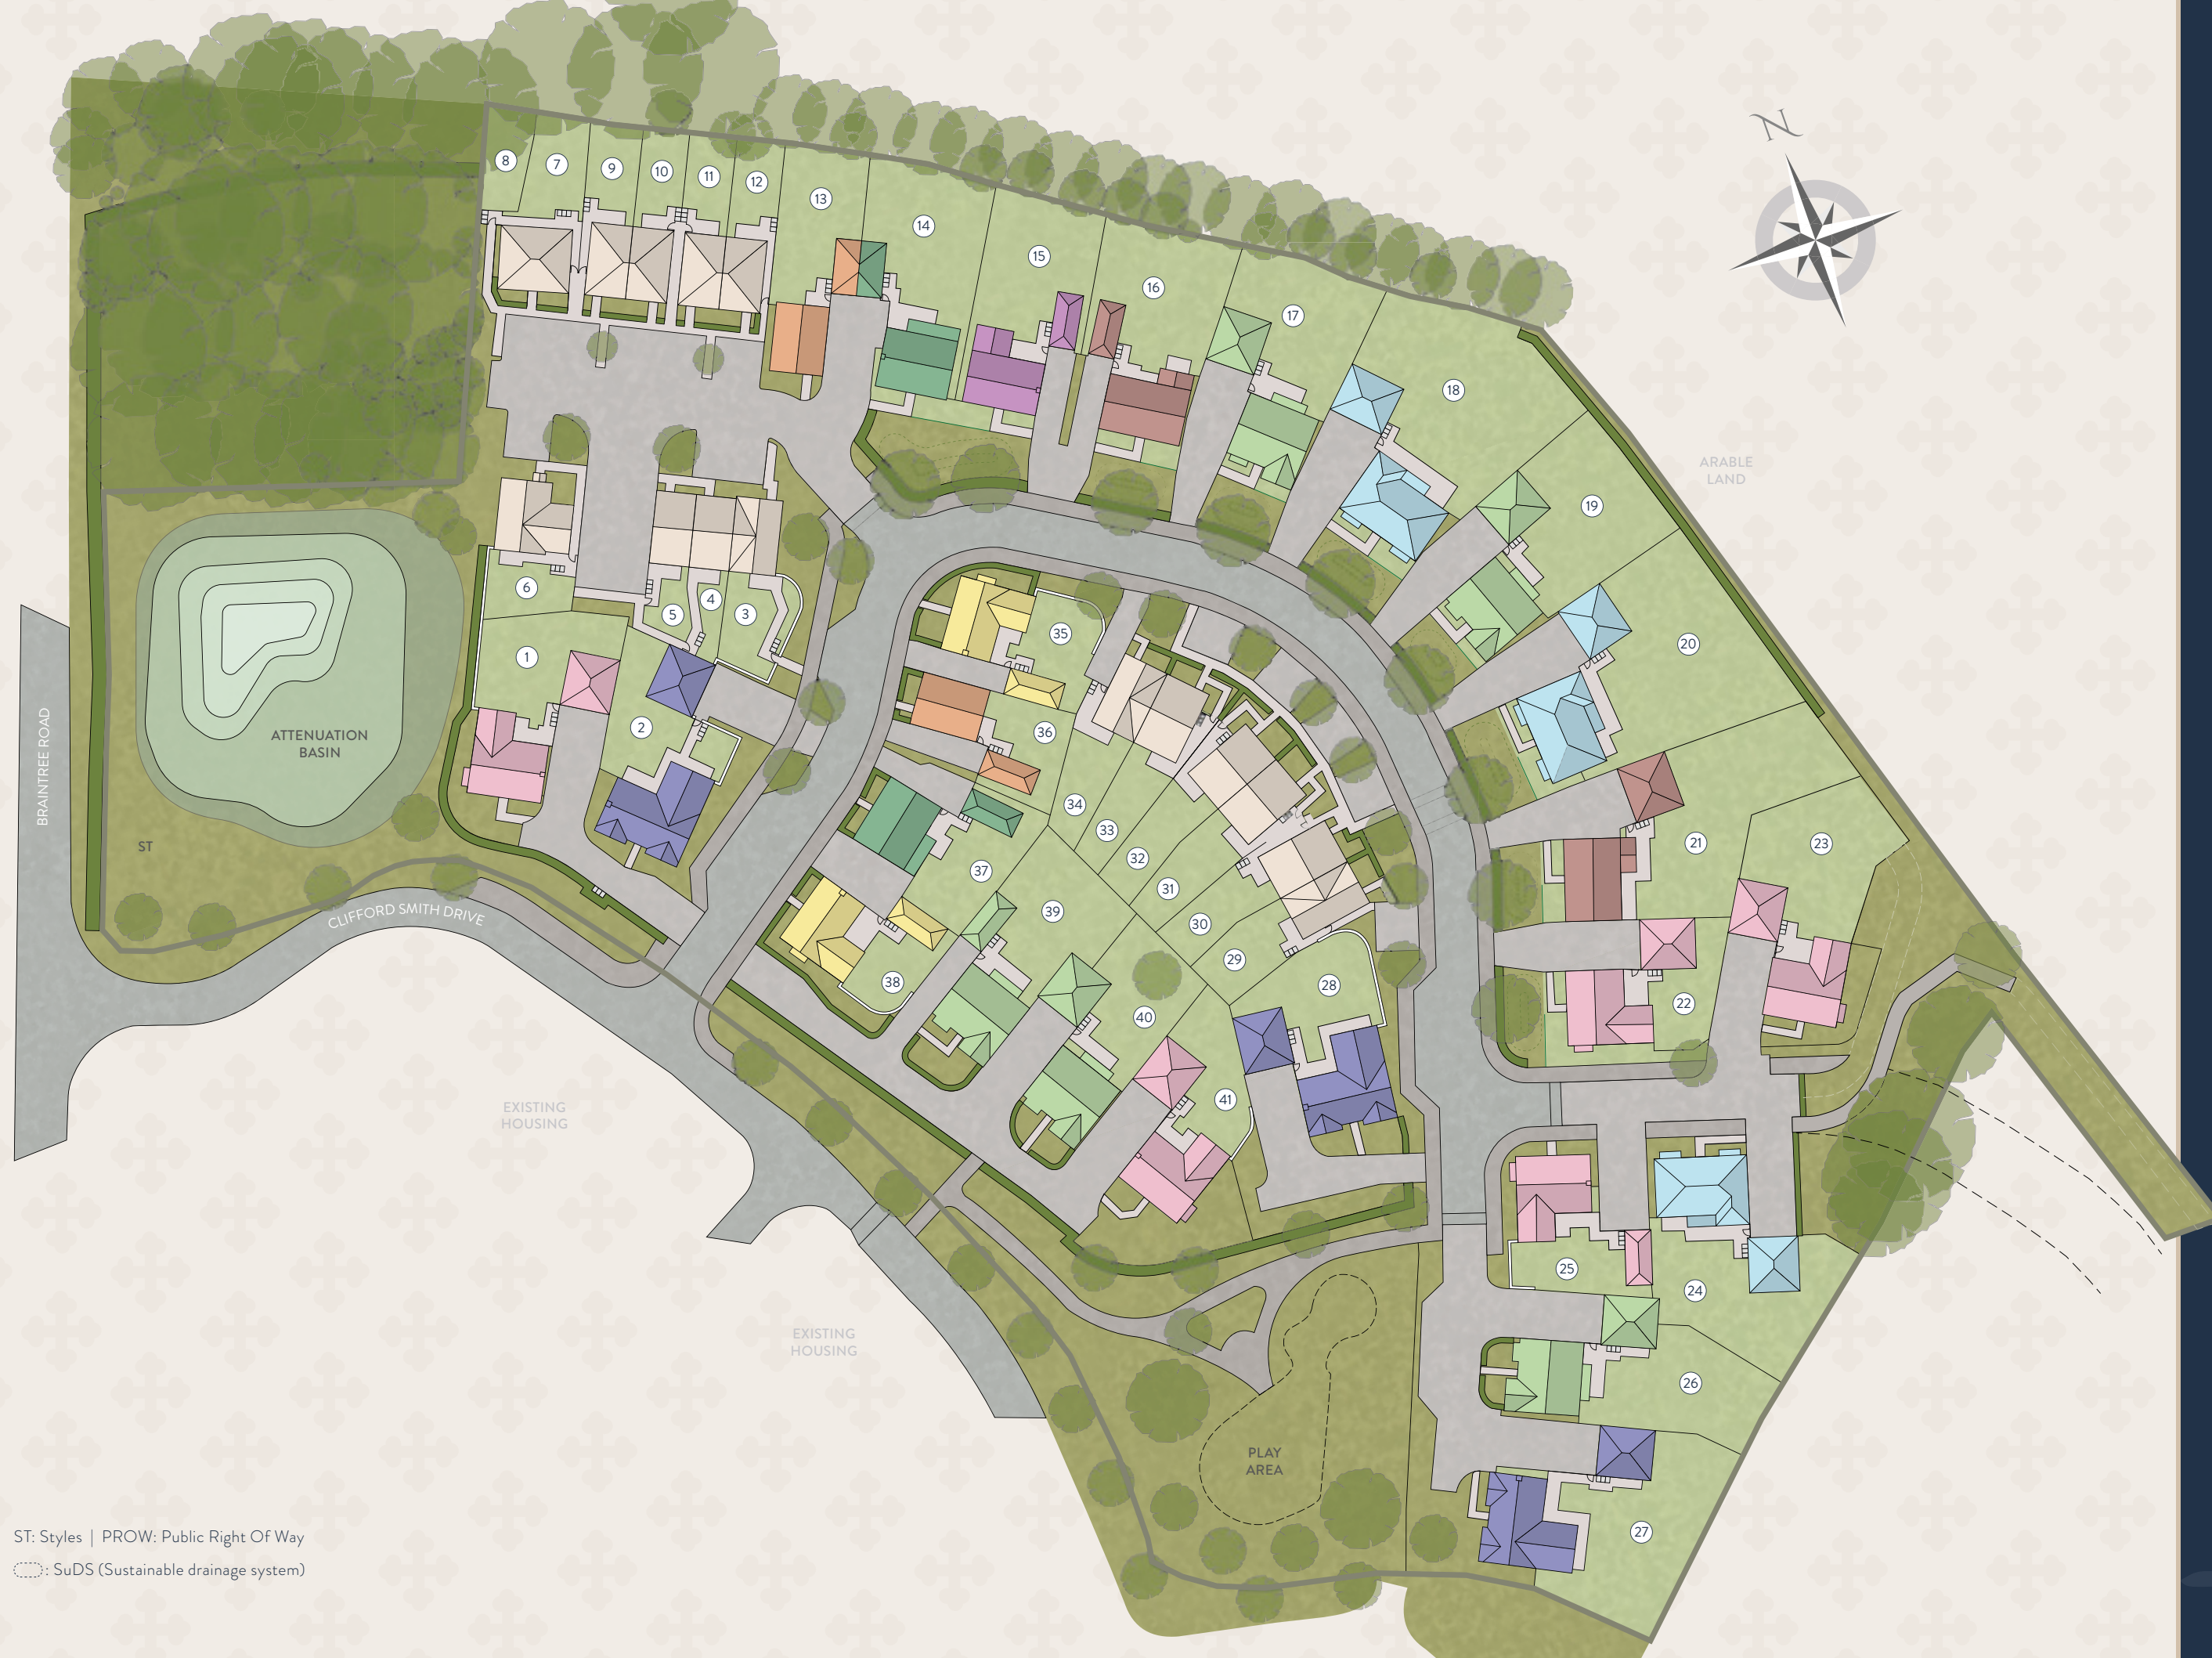 N
8
7
9
10
11
12
13
14
15
16
17
18
ARABLE
LAND
19
6
5
4
3
35
20
1
2
36
BRAINTREE ROAD
ATTENUATION
BASIN
ST
34
33
32
31
30
29
21
23
37
39
CLIFFORD SMITH DRIVE
38
28
22
40
41
EXISTING
HOUSING
25
24
EXISTING
HOUSING
26
PLAY
AREA
27
ST: Styles | PROW: Public Right Of Way
: SuDS (Sustainable drainage system)